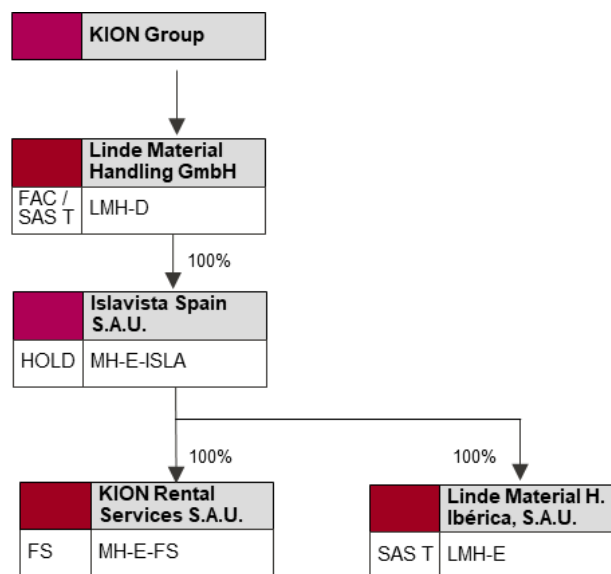 KION Group
Linde Material
Handling GmbH
FAC /
SAS T
LMH-D
100%
Islavista Spain
S.A.U.
HOLD
MH-E-ISLA
100%
100%
KION Rental
Services S.A.U.
FS
MH-E-FS
Linde Material H.
Ibérica, S.A.U.
SAS T
LMH-E